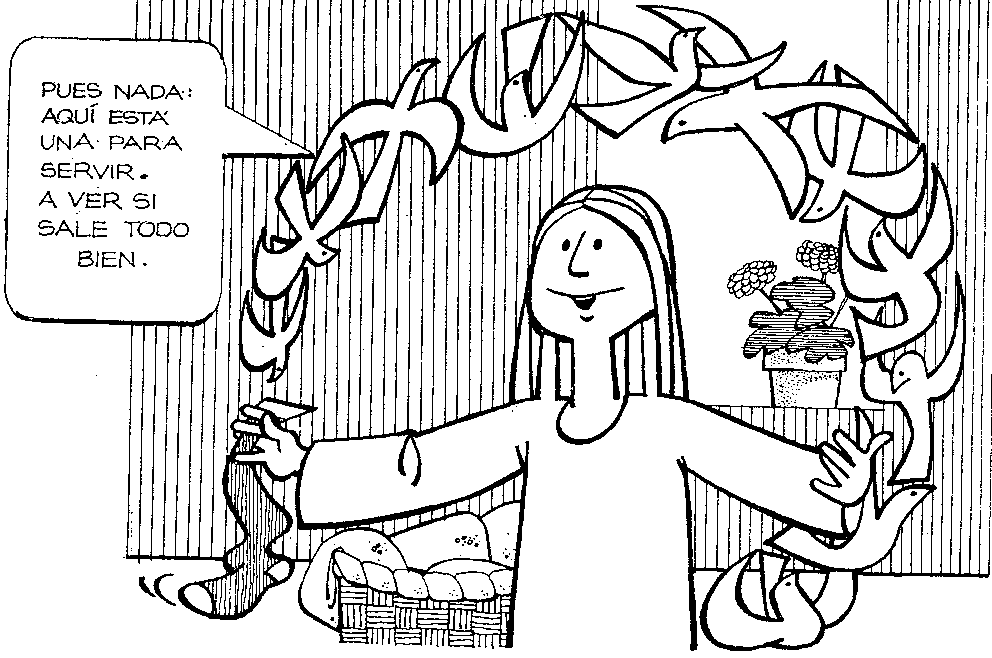 PUES NADA:
AQUÍ ESTÁ
UNA PARA
SERVIR.
A VER SI
SALE TODO
BIEN.